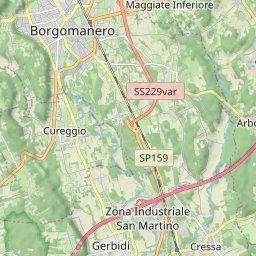 Maggiate Inferiore
Borgomanero
SS229var
Cureggio
Arbo
SP159
Zona Industriale
San Martino
Gerbidi
Cressa